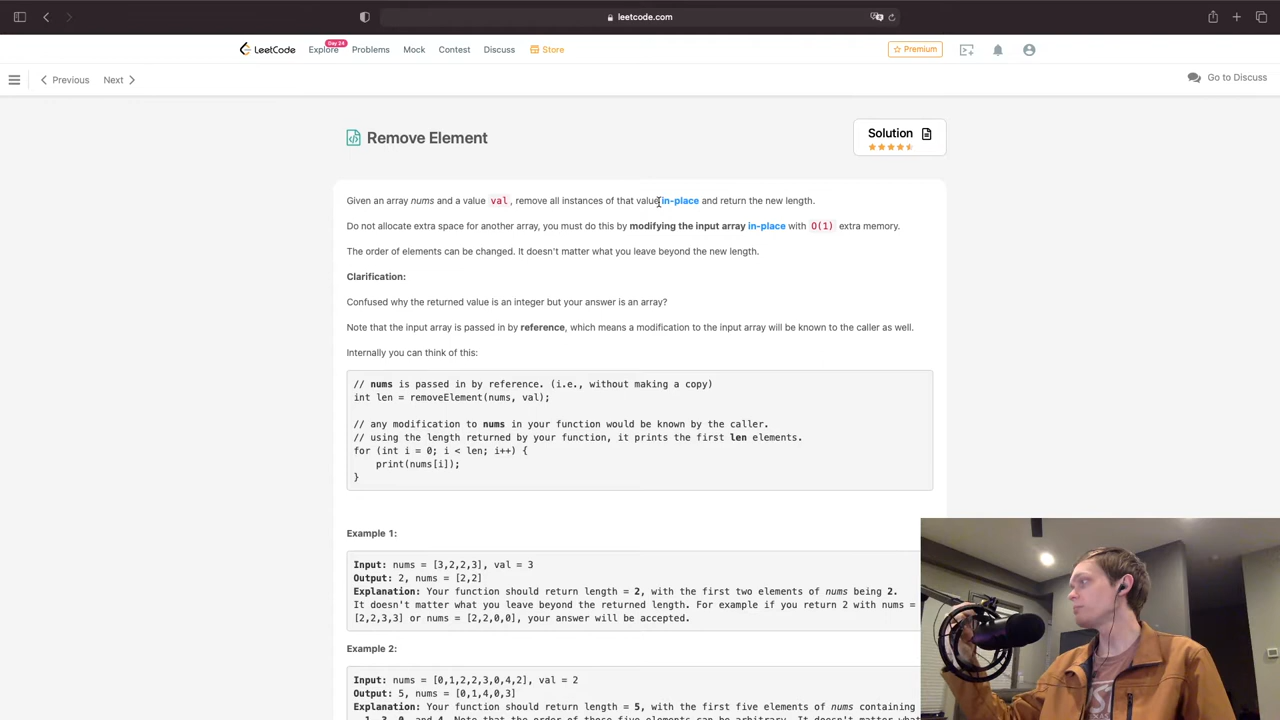 leetcode.com
LeetCode
Explore
Day 24
Problems
Mock
Contest
Discuss
Store
Premium
Previous
Next
Go to Discuss
Remove Element
Solution
Given an array nums and a value val, remove all instances of that value in-place and return the new length.
Do not allocate extra space for another array, you must do this by modifying the input array in-place with O(1) extra memory.
The order of elements can be changed. It doesn't matter what you leave beyond the new length.
Clarification:
Confused why the returned value is an integer but your answer is an array?
Note that the input array is passed in by reference, which means a modification to the input array will be known to the caller as well.
Internally you can think of this:
// nums is passed in by reference. (i.e., without making a copy)
int len = removeElement(nums, val);
// any modification to nums in your function would be known by the caller.
// using the length returned by your function, it prints the first len elements.
for (int i = 0; i < len; i++) {
print(nums[i]);
}
Example 1:
Input: nums = [3,2,2,3], val = 3
Output: 2, nums = [2,2]
Explanation: Your function should return length = 2, with the first two elements of nums being 2.
It doesn't matter what you leave beyond the returned length. For example if you return 2 with nums =
[2,2,3,3] or nums = [2,2,0,0], your answer will be accepted.
Example 2:
Input: nums = [0,1,2,2,3,0,4,2], val = 2
Output: 5, nums = [0,1,4,0,3]
Explanation: Your function should return length = 5, with the first five elements of nums containing